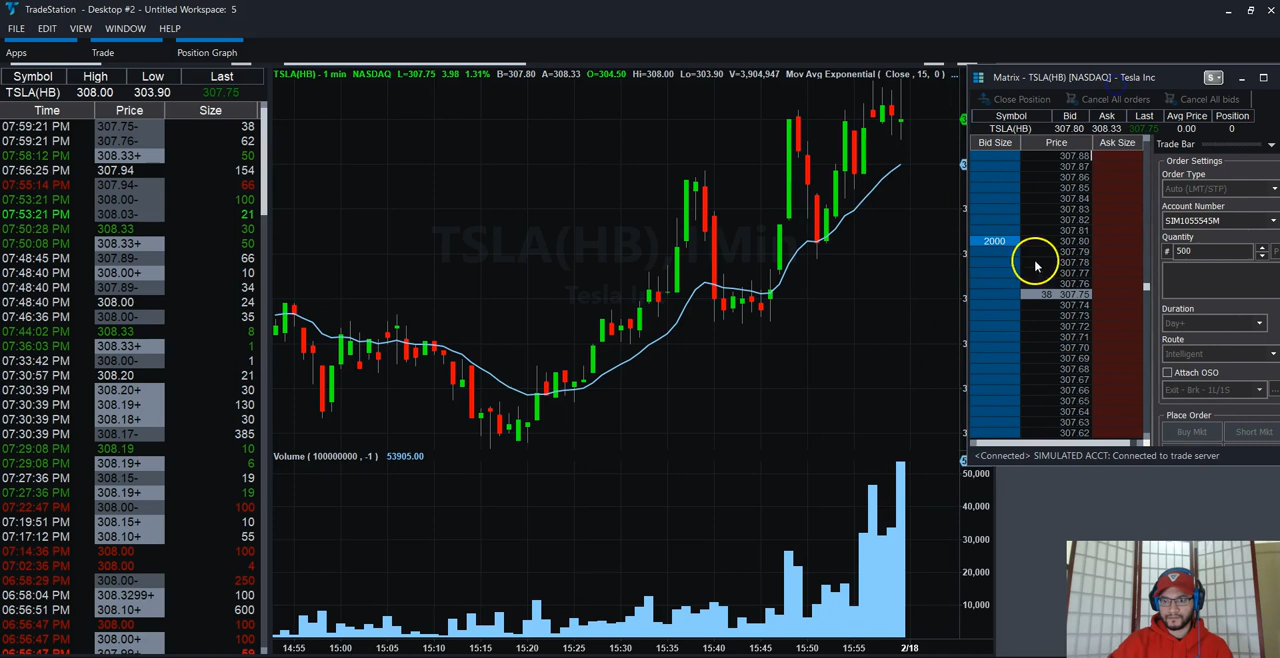 TradeStation - Desktop #2 - Untitled Workspace: 5
FILE EDIT VIEW WINDOW HELP
Apps Trade Position Graph
Symbol High Low Last
TSLA(HB) 308.00 303.90 307.75
Time Price Size
07:59:21 PM 307.75- 38
07:59:21 PM 307.76- 62
07:58:12 PM 308.33+ 50
07:56:25 PM 307.94 154
07:55:14 PM 307.94- 66
07:53:21 PM 308.00- 100
07:53:21 PM 308.03- 21
07:50:28 PM 308.33 30
07:50:08 PM 308.33+ 50
07:48:45 PM 307.89- 66
07:48:40 PM 308.00+ 10
07:48:40 PM 307.89- 34
07:48:40 PM 308.00 24
07:46:36 PM 308.00- 35
07:44:02 PM 308.33 8
07:36:03 PM 308.33+ 1
07:33:42 PM 308.00- 1
07:30:57 PM 308.20 21
07:30:39 PM 308.20+ 30
07:30:39 PM 308.19+ 130
07:30:39 PM 308.18+ 30
07:30:39 PM 308.17- 385
07:29:08 PM 308.19 10
07:29:08 PM 308.19+ 6
07:27:36 PM 308.15- 19
07:27:36 PM 308.19+ 19
07:22:47 PM 308.00- 100
07:19:51 PM 308.15+ 10
07:17:12 PM 308.10+ 55
07:14:36 PM 308.00 100
07:02:36 PM 308.00 4
06:58:29 PM 308.00- 250
06:58:04 PM 308.3299+ 100
06:56:51 PM 308.10+ 600
06:56:47 PM 308.00 100
06:56:47 PM 308.00+ 100
TSLA(HB) - 1 min NASDAQ L=307.75 3.98 1.31% B=307.80 A=308.33 O=304.50 Hi=308.00 Lo=303.90 V=3,904,947 Mov Avg Exponential ( Close , 15, 0 ) ...
TSLA(HB), 1 Min
Tesla Inc
Volume ( 100000000 , -1 ) 53905.00
50,000
40,000
30,000
20,000
10,000
14:55 15:00 15:05 15:10 15:15 15:20 15:25 15:30 15:35 15:40 15:45 15:50 15:55 2/18
Matrix - TSLA(HB) [NASDAQ] - Tesla Inc S
Close Position Cancel All orders Cancel All bids
Symbol Bid Ask Last Avg Price Position
TSLA(HB) 307.80 308.33 307.75 0.00 0
Bid Size Price Ask Size Trade Bar
307.88
307.87
307.86
307.85
307.84
307.83
307.82
307.81
2000 307.80
307.79
307.78
307.77
307.76
38 307.75
307.74
307.73
307.72
307.71
307.70
307.69
307.68
307.67
307.66
307.65
307.64
307.63
307.62
Order Settings
Order Type
Auto (LMT/STP)
Account Number
SIM1055545M
Quantity
# 500
Duration
Day+
Route
Intelligent
Attach OSO
Exit - Brk - 1L/1S
Place Order
Buy Mkt Short Mkt
<Connected> SIMULATED ACCT: Connected to trade server